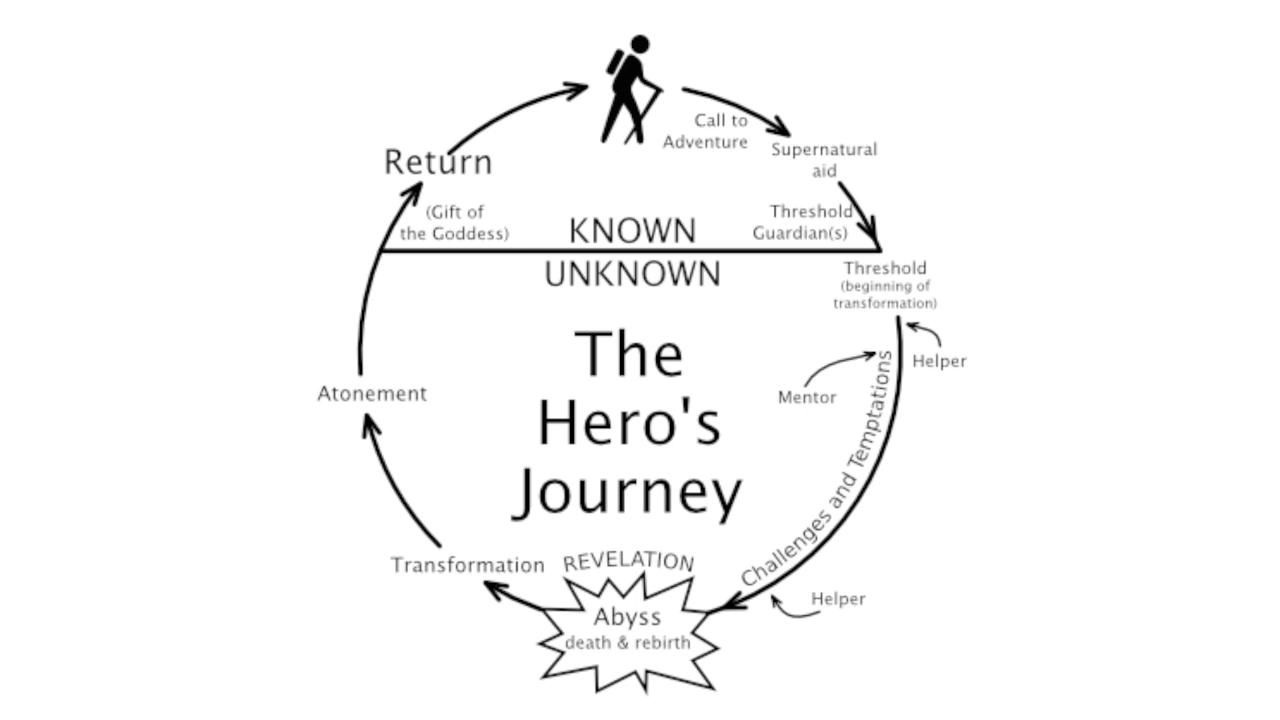 Call to
Adventure
Supernatural
aid
Return
(Gift of
the Goddess)
KNOWN
Threshold
Guardian(s)
UNKNOWN
Threshold
(beginning of
transformation)
Helper
Mentor
Challenges and Temptations
The
Hero's
Journey
Atonement
Transformation
REVELATION
Abyss
death & rebirth
Helper